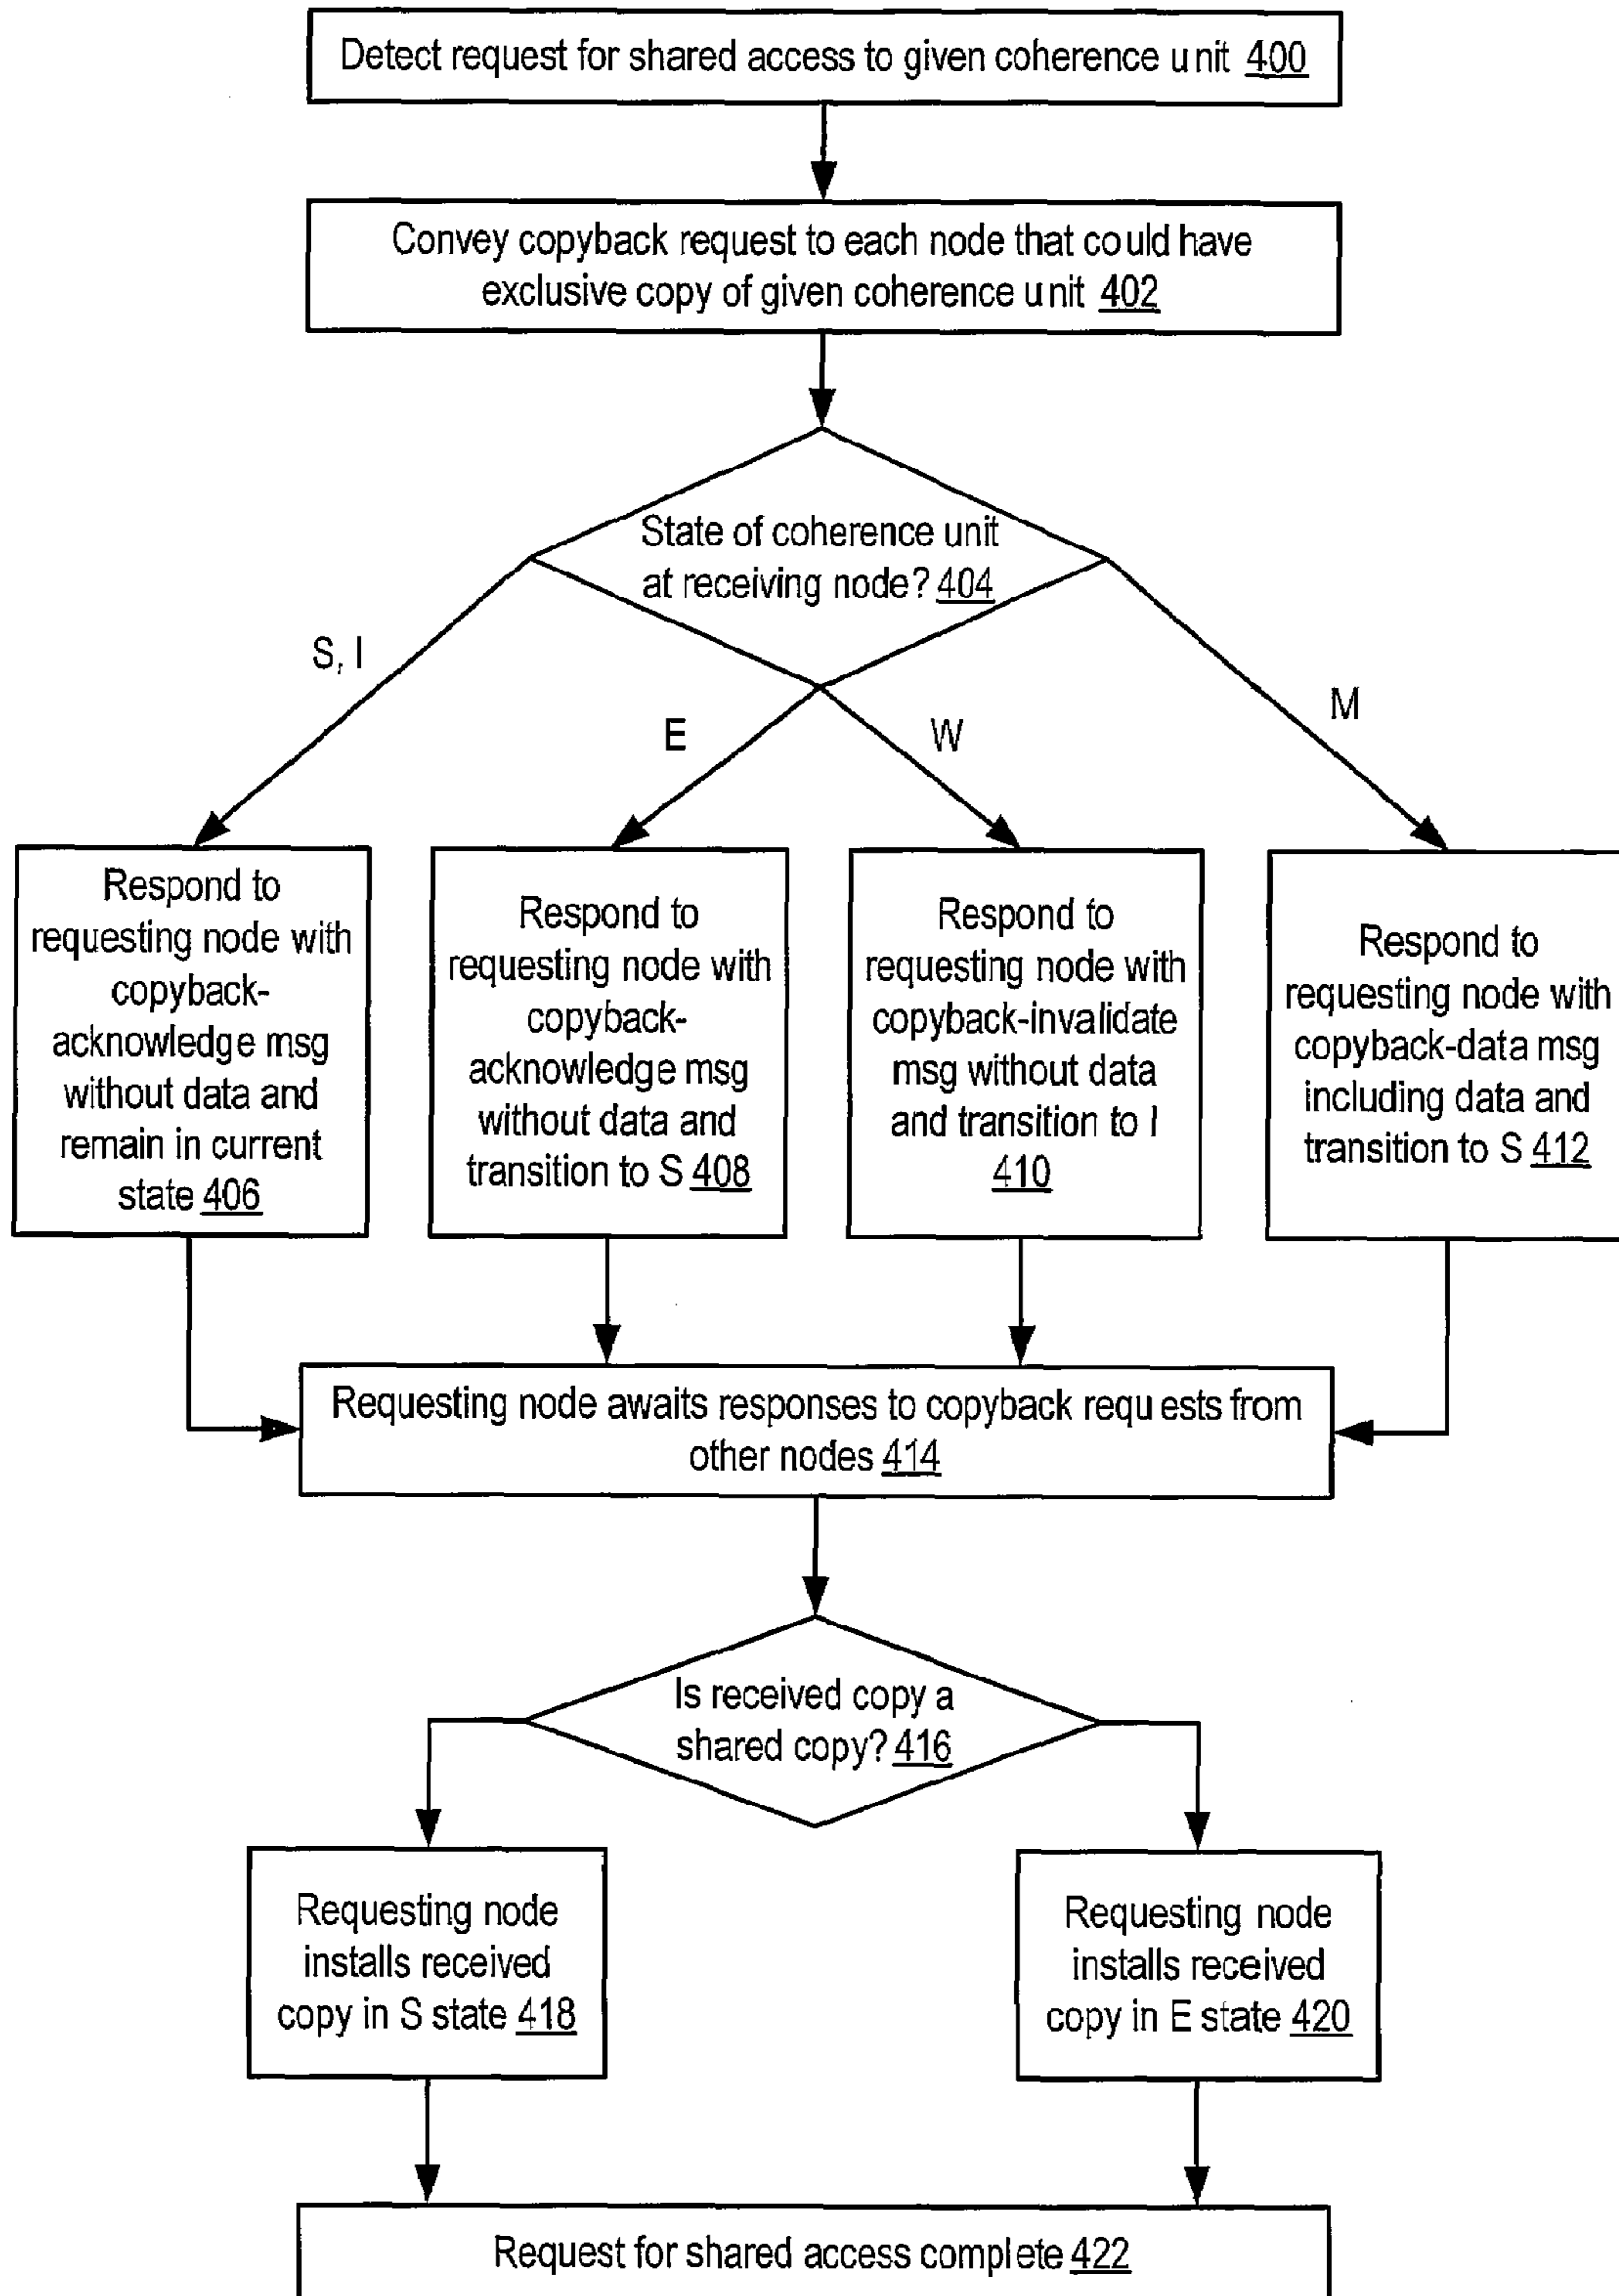 Detect request for shared access to given coherence unit 400
Convey copyback request to each node that could have
exclusive copy of given coherence unit 402
State of coherence unit
at receiving node? 404
S, I
E
W
M
Respond to
requesting node with
copyback-
acknowledge msg
without data and
remain in current
state 406
Respond to
requesting node with
copyback-
acknowledge msg
without data and
transition to S 408
Respond to
requesting node with
copyback-invalidate
msg without data
and transition to I
410
Respond to
requesting node with
copyback-data msg
including data and
transition to S 412
Requesting node awaits responses to copyback requests from
other nodes 414
Is received copy a
shared copy? 416
Requesting node
installs received
copy in S state 418
Requesting node
installs received
copy in E state 420
Request for shared access complete 422